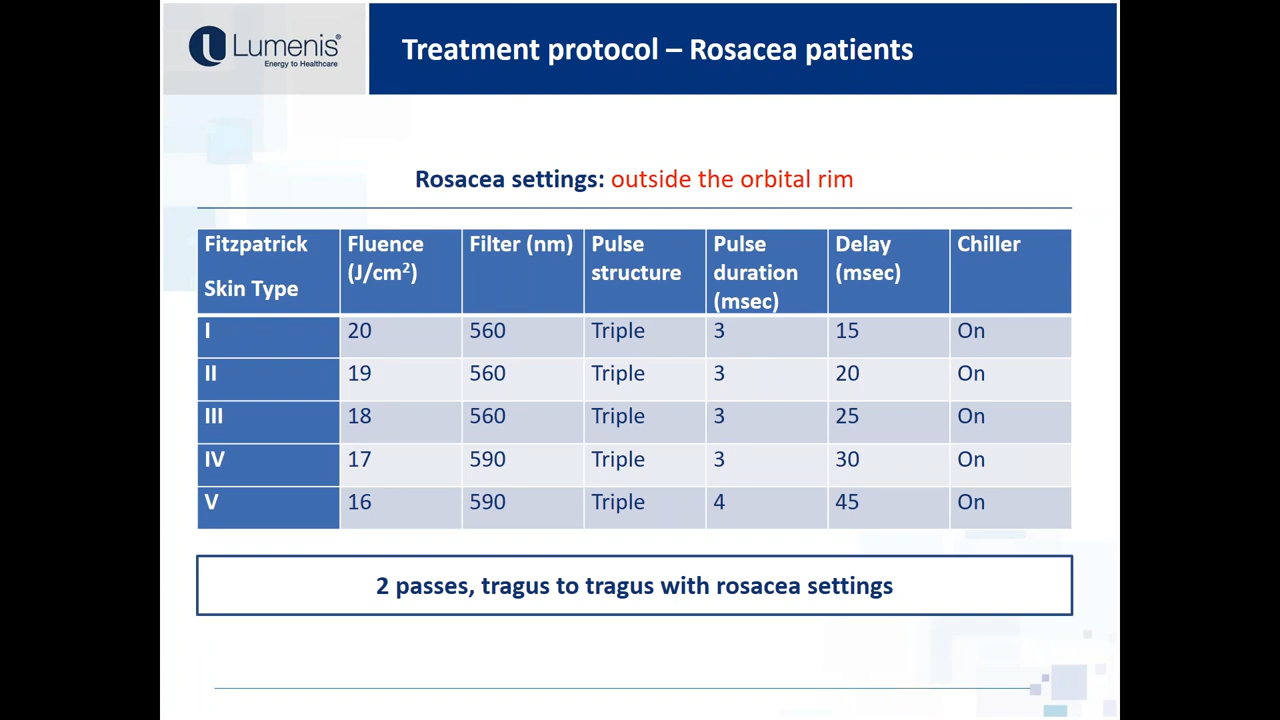 Lumenis®
Energy to Healthcare
Treatment protocol – Rosacea patients
Rosacea settings: outside the orbital rim
Fitzpatrick Skin Type Fluence (J/cm²) Filter (nm) Pulse structure Pulse duration (msec) Delay (msec) Chiller
I 20 560 Triple 3 15 On
II 19 560 Triple 3 20 On
III 18 560 Triple 3 25 On
IV 17 590 Triple 3 30 On
V 16 590 Triple 4 45 On
2 passes, tragus to tragus with rosacea settings